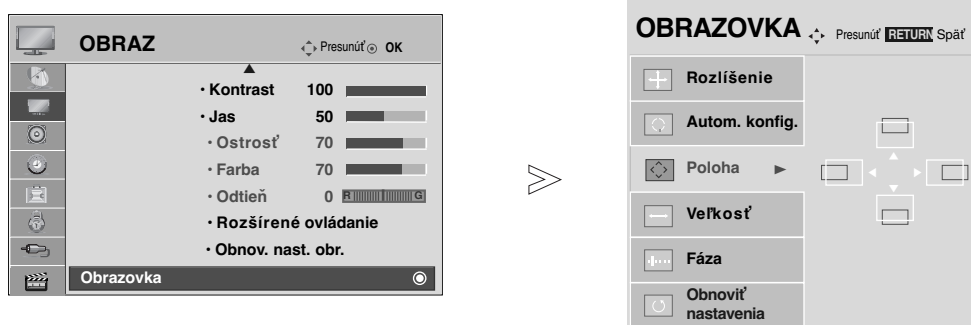 OBRAZ Presunúť OK
• Kontrast 100
• Jas 50
• Ostrosť 70
• Farba 70
• Odtieň 0 R G
• Rozšírené ovládanie
• Obnov. nast. obr.
Obrazovka
OBRAZOVKA Presunúť RETURN Späť
Rozlíšenie
Autom. konfig.
Poloha
Veľkosť
Fáza
Obnoviť
nastavenia